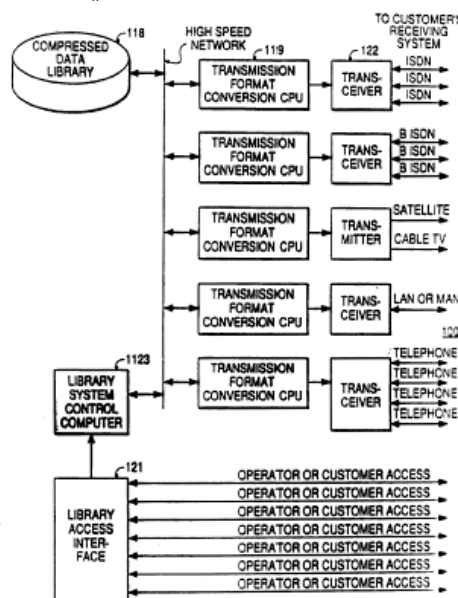 118
COMPRESSED
DATA
LIBRARY
HIGH SPEED
NETWORK
119
TRANSMISSION
FORMAT
CONVERSION CPU
122
TRANS-
CEIVER
TO CUSTOMER'S
RECEIVING
SYSTEM
ISDN
ISDN
ISDN
TRANSMISSION
FORMAT
CONVERSION CPU
TRANS-
CEIVER
B ISDN
B ISDN
B ISDN
TRANSMISSION
FORMAT
CONVERSION CPU
TRANS-
MITTER
SATELLITE
CABLE TV
TRANSMISSION
FORMAT
CONVERSION CPU
TRANS-
CEIVER
LAN OR MAN
100
1123
LIBRARY
SYSTEM
CONTROL
COMPUTER
TRANSMISSION
FORMAT
CONVERSION CPU
TRANS-
CEIVER
TELEPHONE
TELEPHONE
TELEPHONE
TELEPHONE
121
LIBRARY
ACCESS
INTER-
FACE
OPERATOR OR CUSTOMER ACCESS
OPERATOR OR CUSTOMER ACCESS
OPERATOR OR CUSTOMER ACCESS
OPERATOR OR CUSTOMER ACCESS
OPERATOR OR CUSTOMER ACCESS
OPERATOR OR CUSTOMER ACCESS
OPERATOR OR CUSTOMER ACCESS